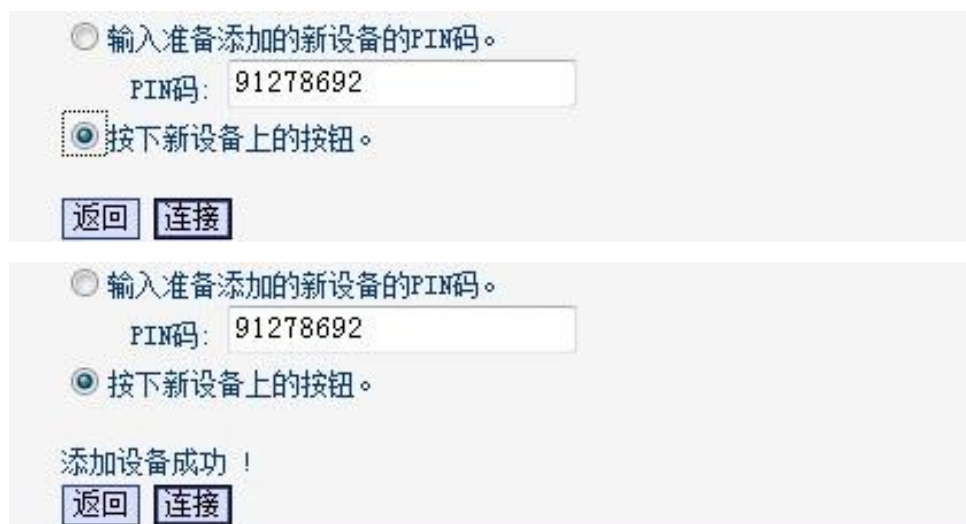 输入准备添加的新设备的PIN码。
PIN码: 91278692
按下新设备上的按钮。
返回 连接
输入准备添加的新设备的PIN码。
PIN码: 91278692
按下新设备上的按钮。
添加设备成功 !
返回 连接